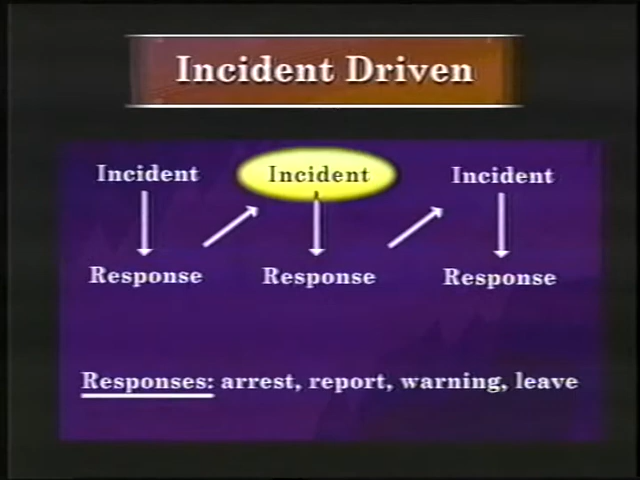 Incident Driven
Incident Incident Incident
Response Response Response
Responses: arrest, report, warning, leave